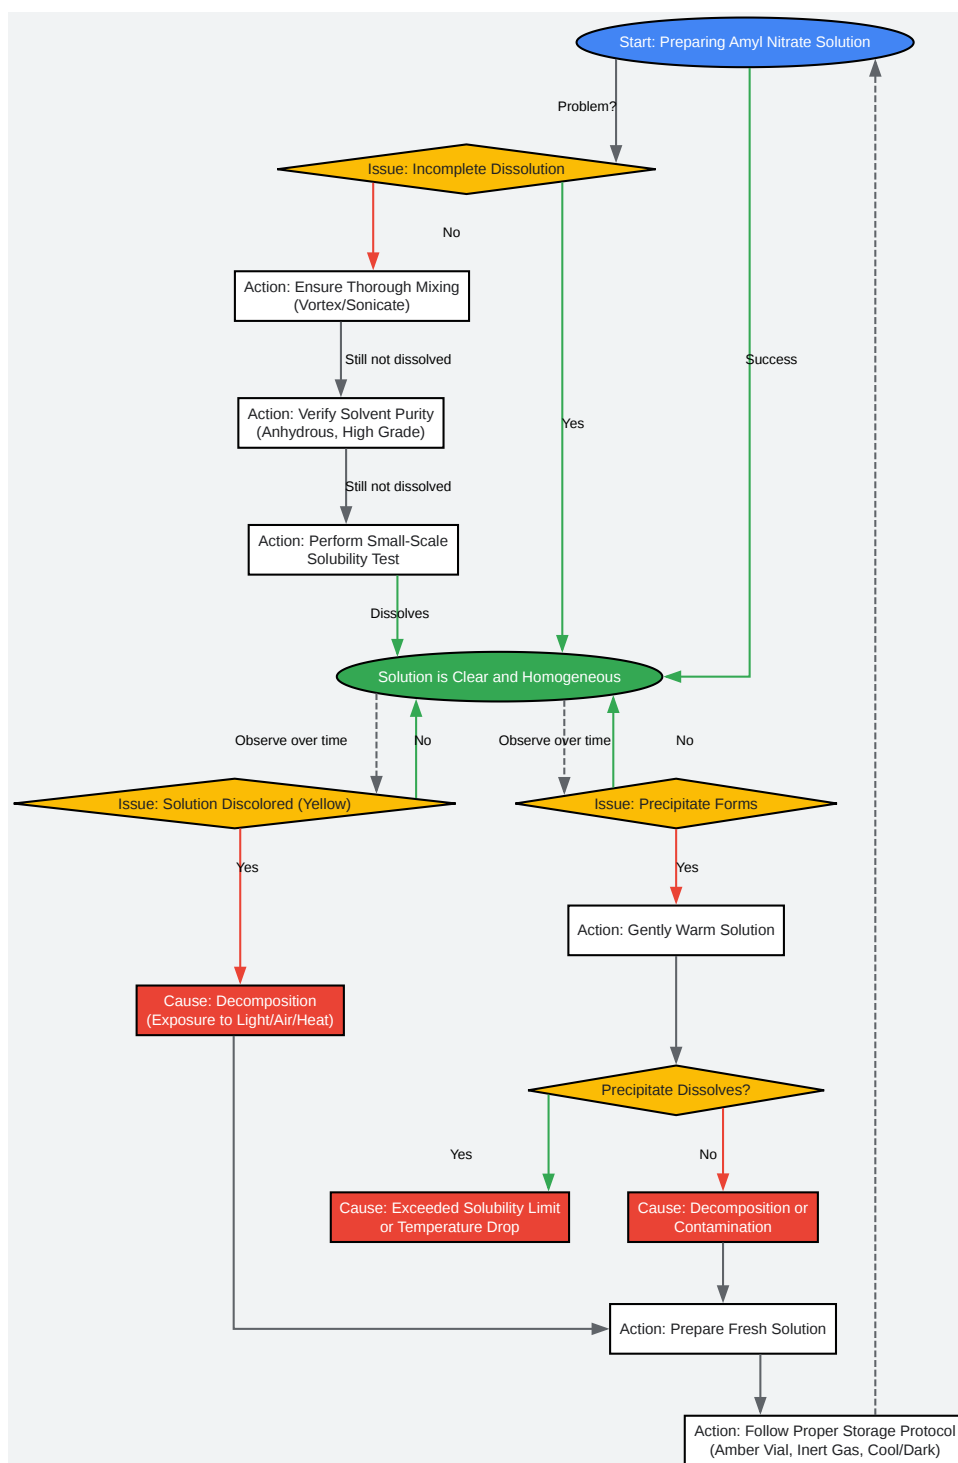 Start: Preparing Amyl Nitrate Solution
Problem?
Issue: Incomplete Dissolution
No
Action: Ensure Thorough Mixing
(Vortex/Sonicate)
Still not dissolved
Success
Action: Verify Solvent Purity
(Anhydrous, High Grade)
Yes
Still not dissolved
Action: Perform Small-Scale
Solubility Test
Dissolves
Solution is Clear and Homogeneous
Observe over time
No
Observe over time
No
Issue: Solution Discolored (Yellow)
Issue: Precipitate Forms
Yes
Yes
Action: Gently Warm Solution
Cause: Decomposition
(Exposure to Light/Air/Heat)
Precipitate Dissolves?
Yes
No
Cause: Exceeded Solubility Limit
or Temperature Drop
Cause: Decomposition or
Contamination
Action: Prepare Fresh Solution
Action: Follow Proper Storage Protocol
(Amber Vial, Inert Gas, Cool/Dark)